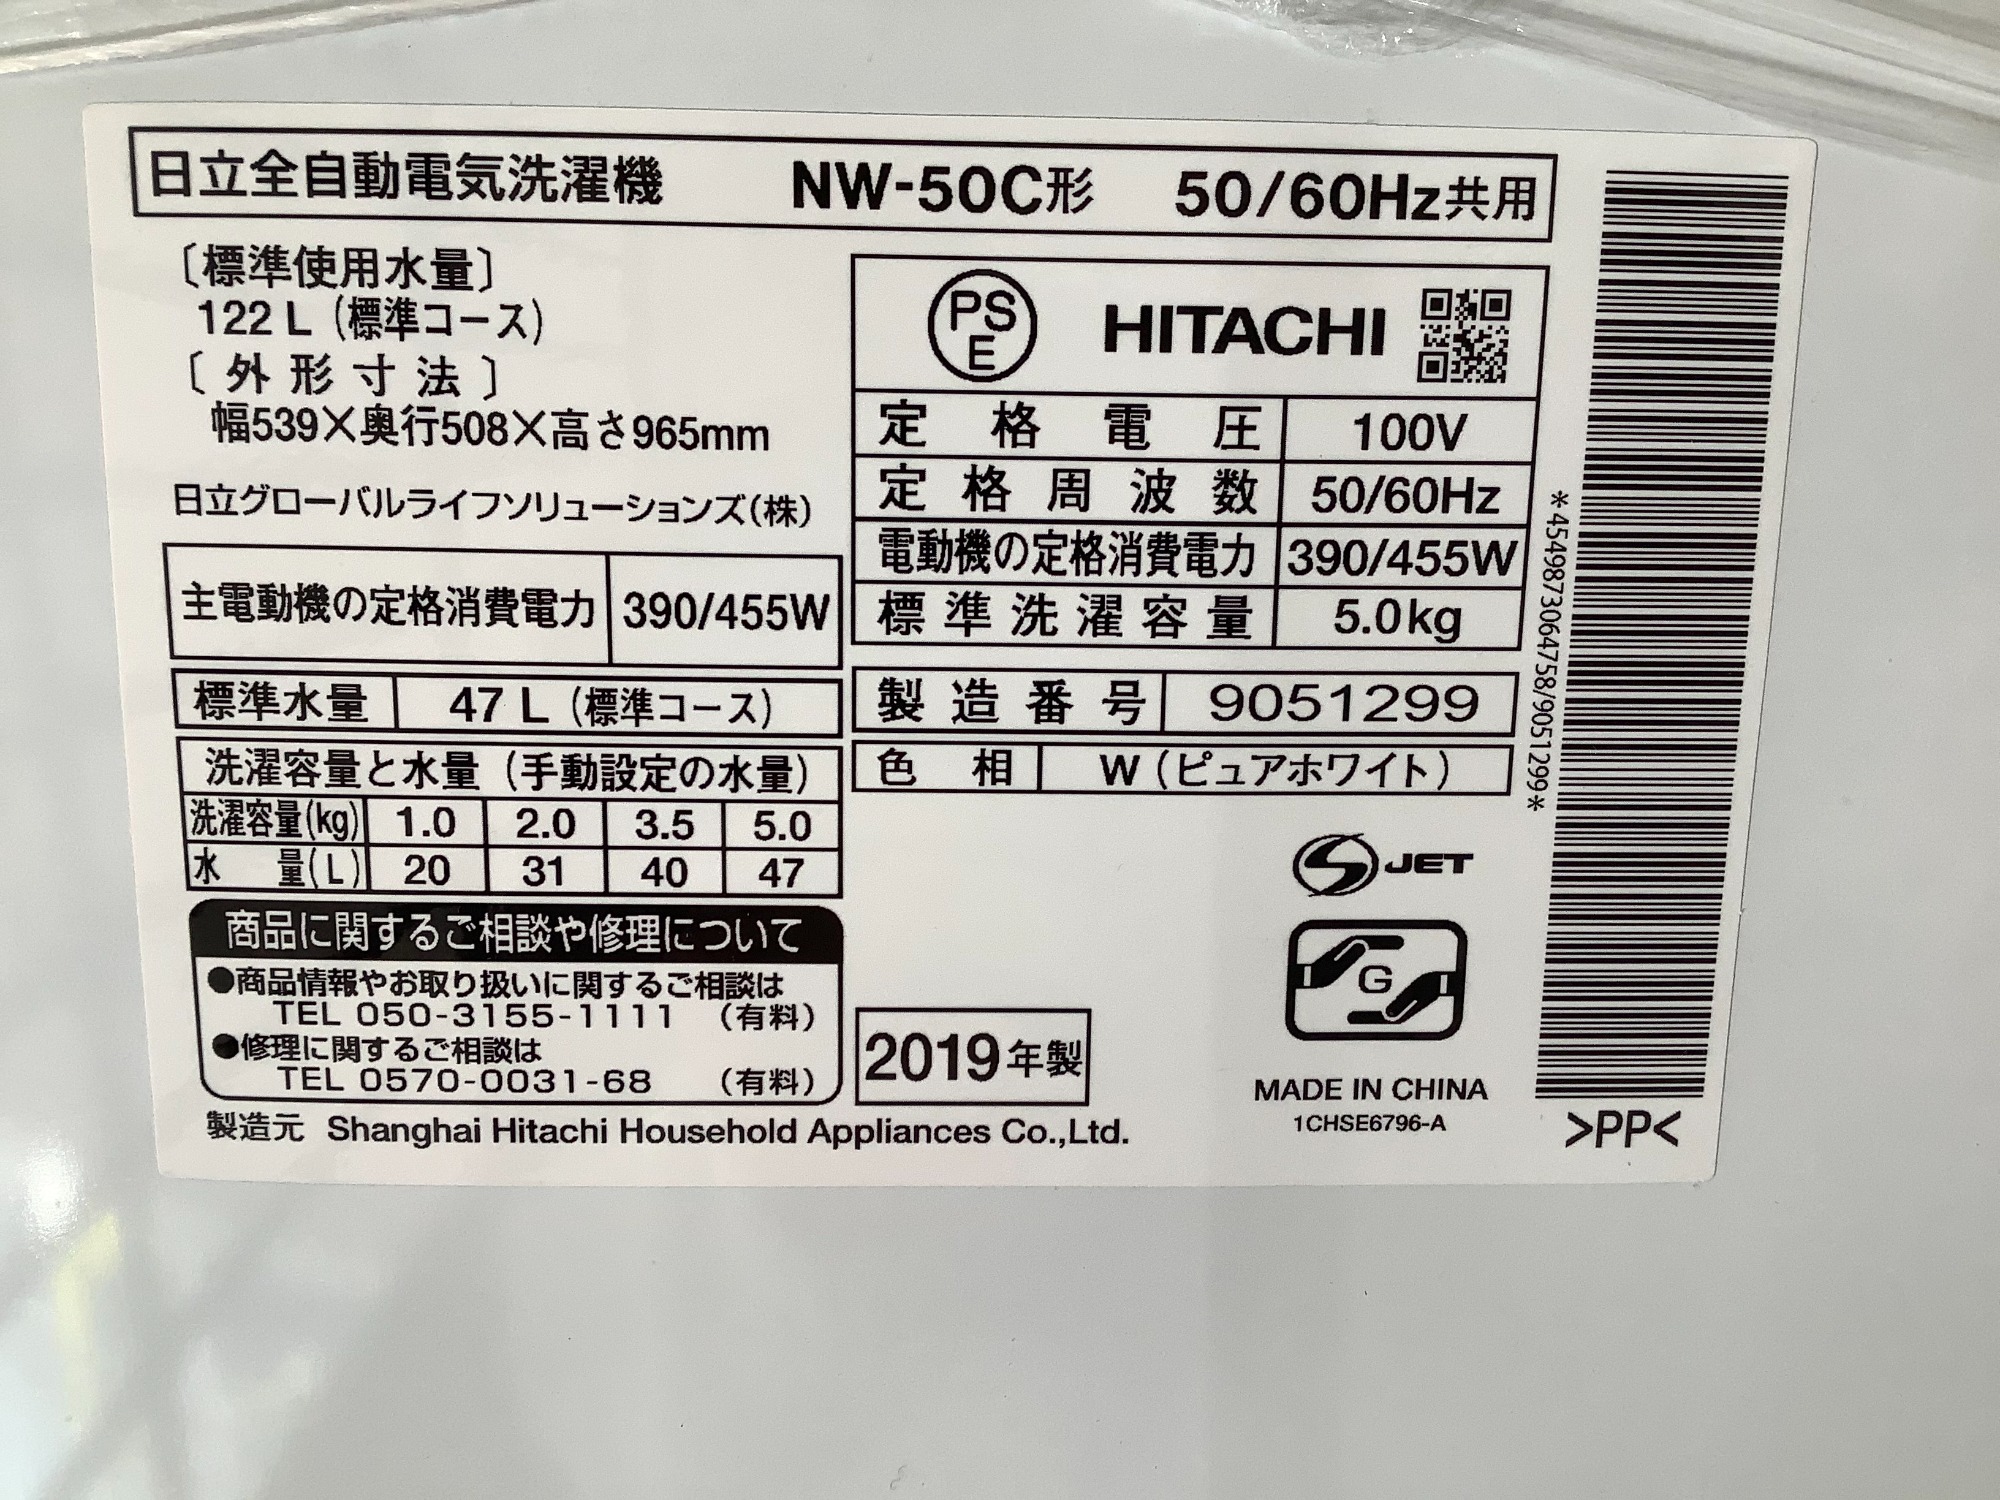 日立全自動電気洗濯機 NW-50C形 50/60Hz共用
〔標準使用水量〕
122 L (標準コース)
〔外形寸法〕
幅539×奥行508×高さ965mm
日立グローバルライフソリューションズ(株)
主電動機の定格消費電力 390/455W
標準水量 47 L (標準コース)
洗濯容量と水量 (手動設定の水量)
洗濯容量(kg) 1.0 2.0 3.5 5.0
水量(L) 20 31 40 47
商品に関するご相談や修理について
●商品情報やお取り扱いに関するご相談は
TEL 050-3155-1111 (有料)
●修理に関するご相談は
TEL 0570-0031-68 (有料)
製造元 Shanghai Hitachi Household Appliances Co.,Ltd.
PS E HITACHI
定格電圧 100V
定格周波数 50/60Hz
電動機の定格消費電力 390/455W
標準洗濯容量 5.0kg
製造番号 9051299
色相 W (ピュアホワイト)
S JET
G
2019年製
MADE IN CHINA
1CHSE6796-A
*4549873064758/9051299*
>PP<